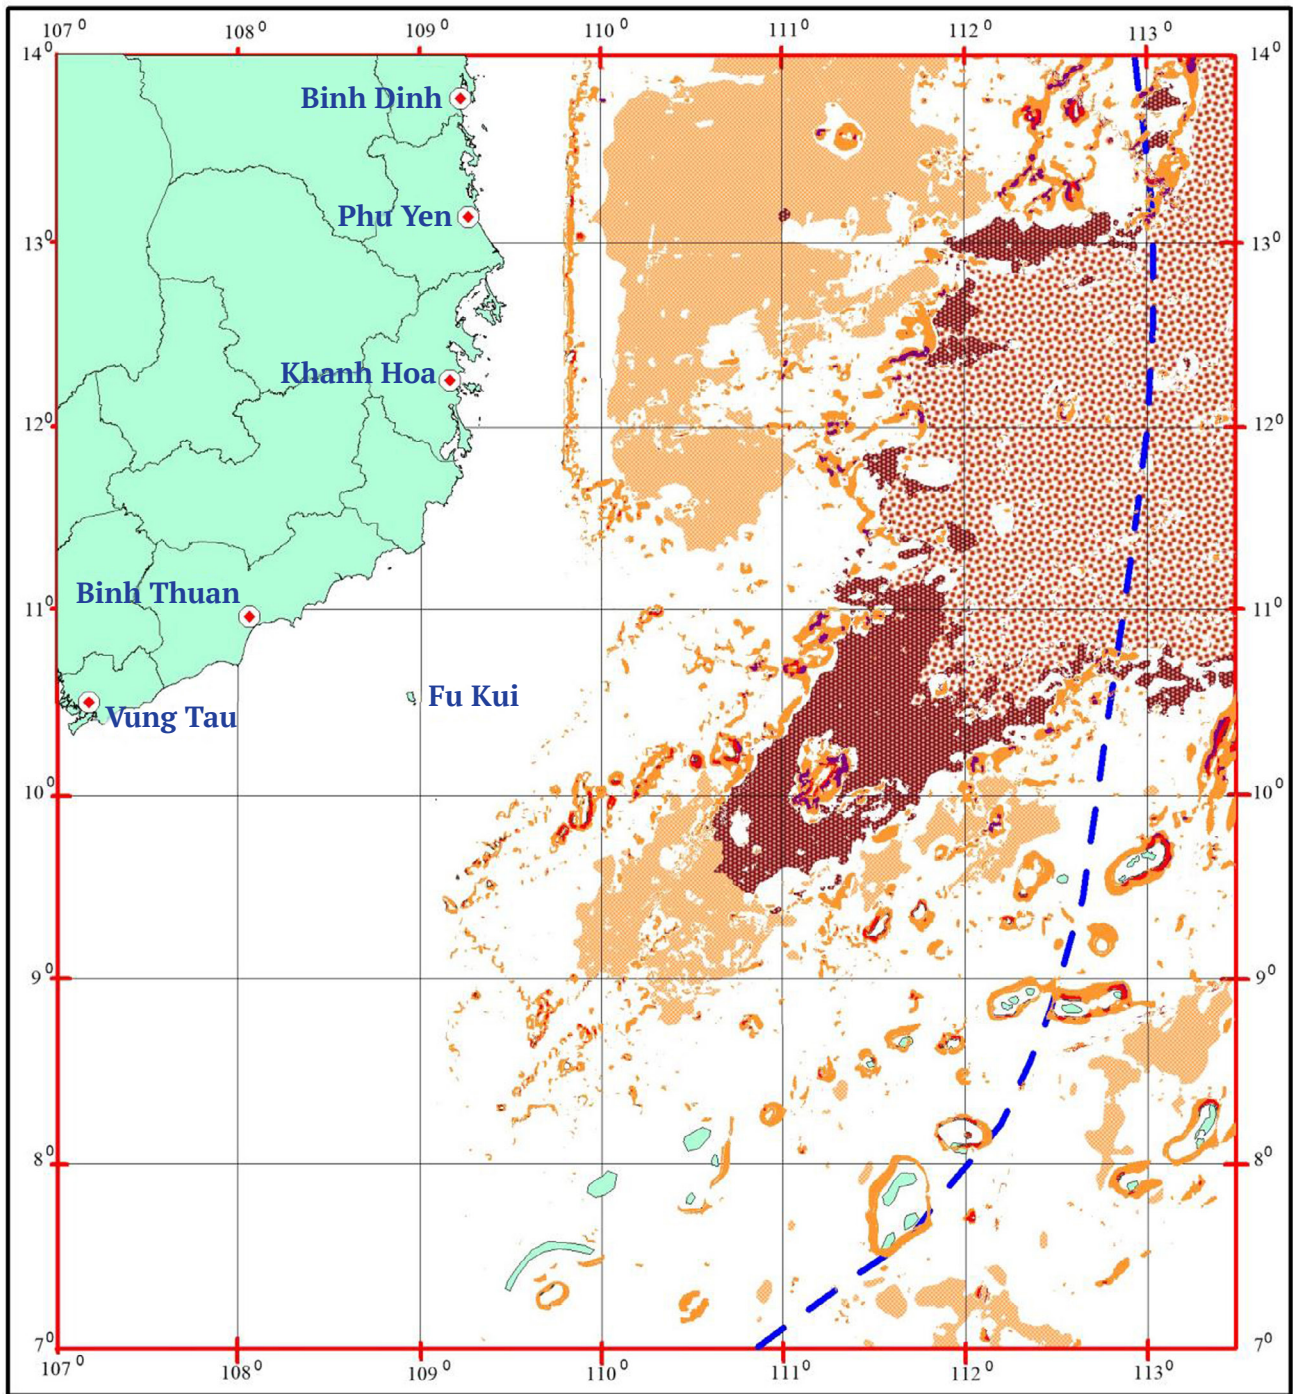 107⁰ 108⁰ 109⁰ 110⁰ 111⁰ 112⁰ 113⁰
14⁰ 14⁰
Binh Dinh
Phu Yen
13⁰ 13⁰
Khanh Hoa
12⁰ 12⁰
Binh Thuan
11⁰ 11⁰
Fu Kui
Vung Tau
10⁰ 10⁰
9⁰ 9⁰
8⁰ 8⁰
7⁰ 7⁰
107⁰ 108⁰ 109⁰ 110⁰ 111⁰ 112⁰ 113⁰